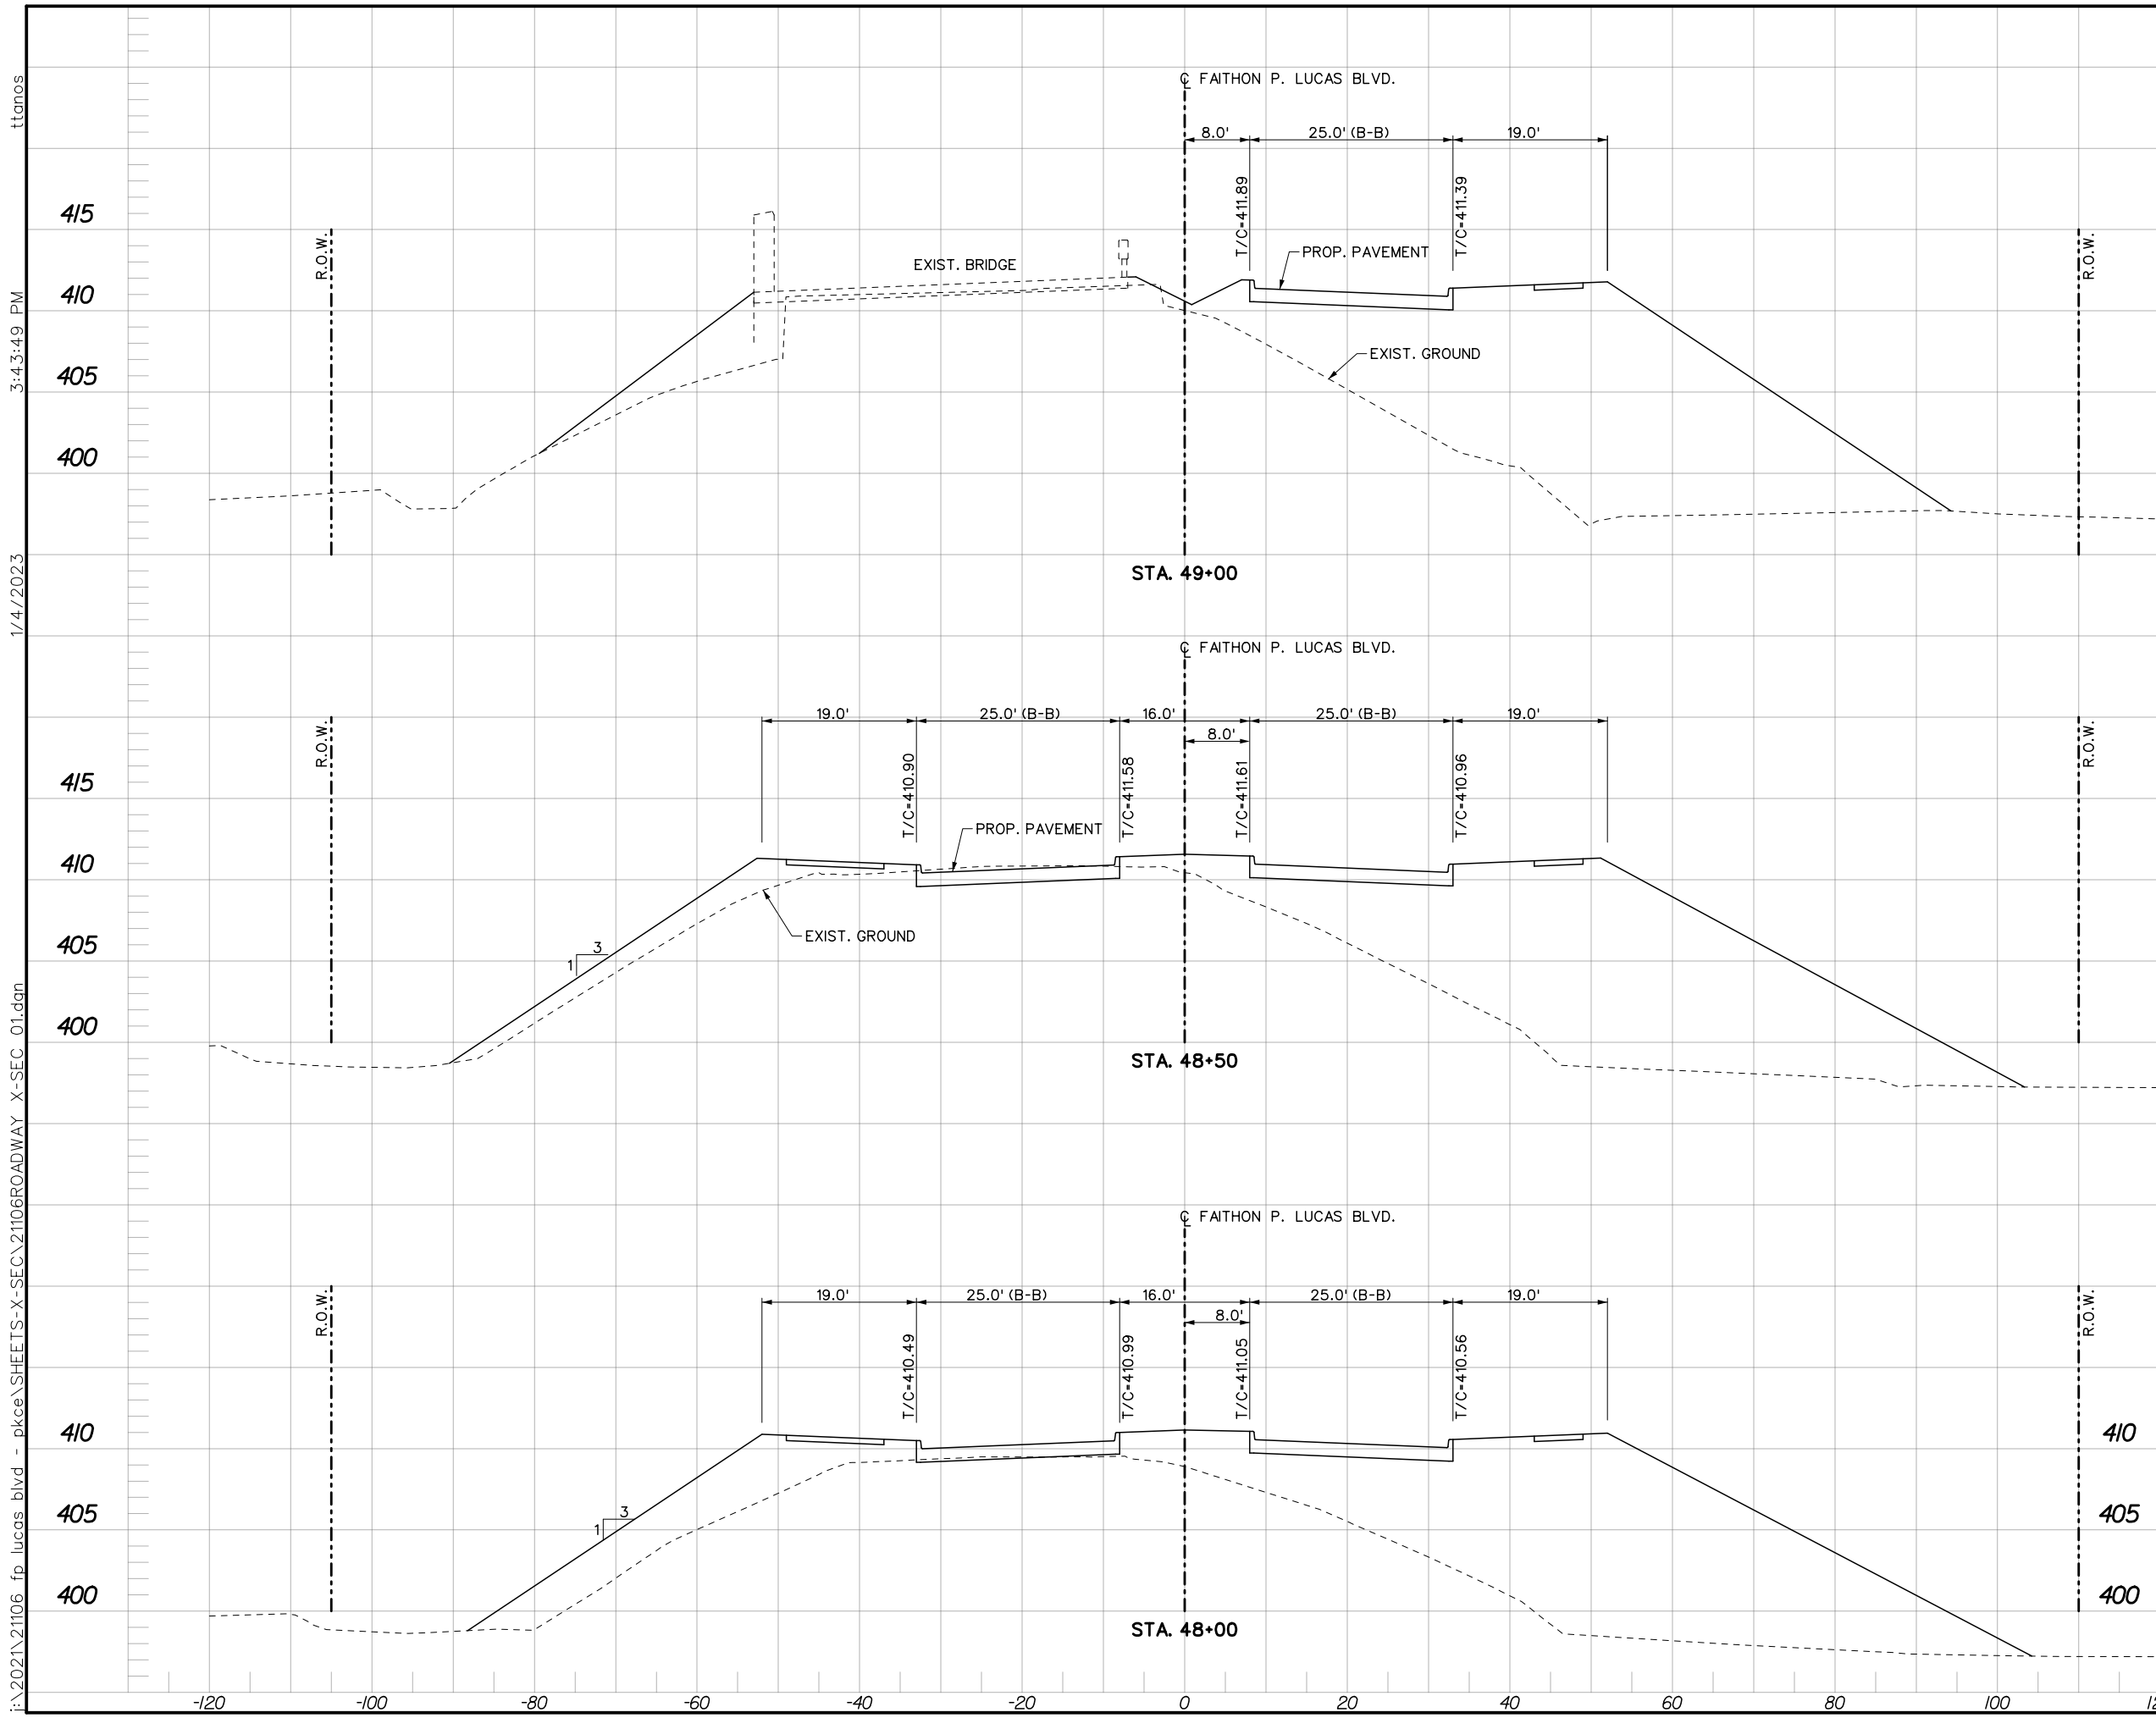 ttanos
3:43:49 PM
1/4/2023
j:\2021\21106 fp lucas blvd - pkce\SHEETS-X-SEC\21106ROADWAY X-SEC 01.dgn
℄ FAITHON P. LUCAS BLVD.
8.0' 25.0' (B-B) 19.0'
T/C=411.89 T/C=411.39
415
R.O.W. R.O.W.
EXIST. BRIDGE PROP. PAVEMENT
410
EXIST. GROUND
405
400
STA. 49+00
℄ FAITHON P. LUCAS BLVD.
19.0' 25.0' (B-B) 16.0' 25.0' (B-B) 19.0'
8.0'
R.O.W. R.O.W.
T/C=410.90 T/C=411.58 T/C=411.61 T/C=410.96
415
PROP. PAVEMENT
410
EXIST. GROUND
405
3
1
400
STA. 48+50
℄ FAITHON P. LUCAS BLVD.
19.0' 25.0' (B-B) 16.0' 25.0' (B-B) 19.0'
8.0'
R.O.W. R.O.W.
T/C=410.49 T/C=410.99 T/C=411.05 T/C=410.56
410 410
405 405
3
1
400 400
STA. 48+00
-120 -100 -80 -60 -40 -20 0 20 40 60 80 100